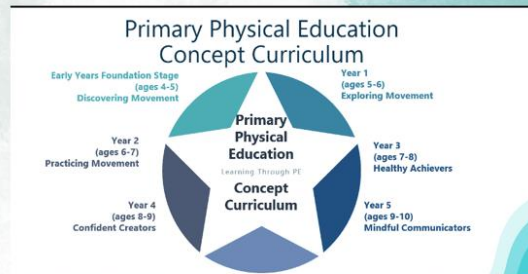 Primary Physical Education
Concept Curriculum
Early Years Foundation Stage
(ages 4-5)
Discovering Movement
Year 1
(ages 5-6)
Exploring Movement
Year 2
(ages 6-7)
Practicing Movement
Primary
Physical
Education
Learning Through PE
Concept
Curriculum
Year 3
(ages 7-8)
Healthy Achievers
Year 4
(ages 8-9)
Confident Creators
Year 5
(ages 9-10)
Mindful Communicators